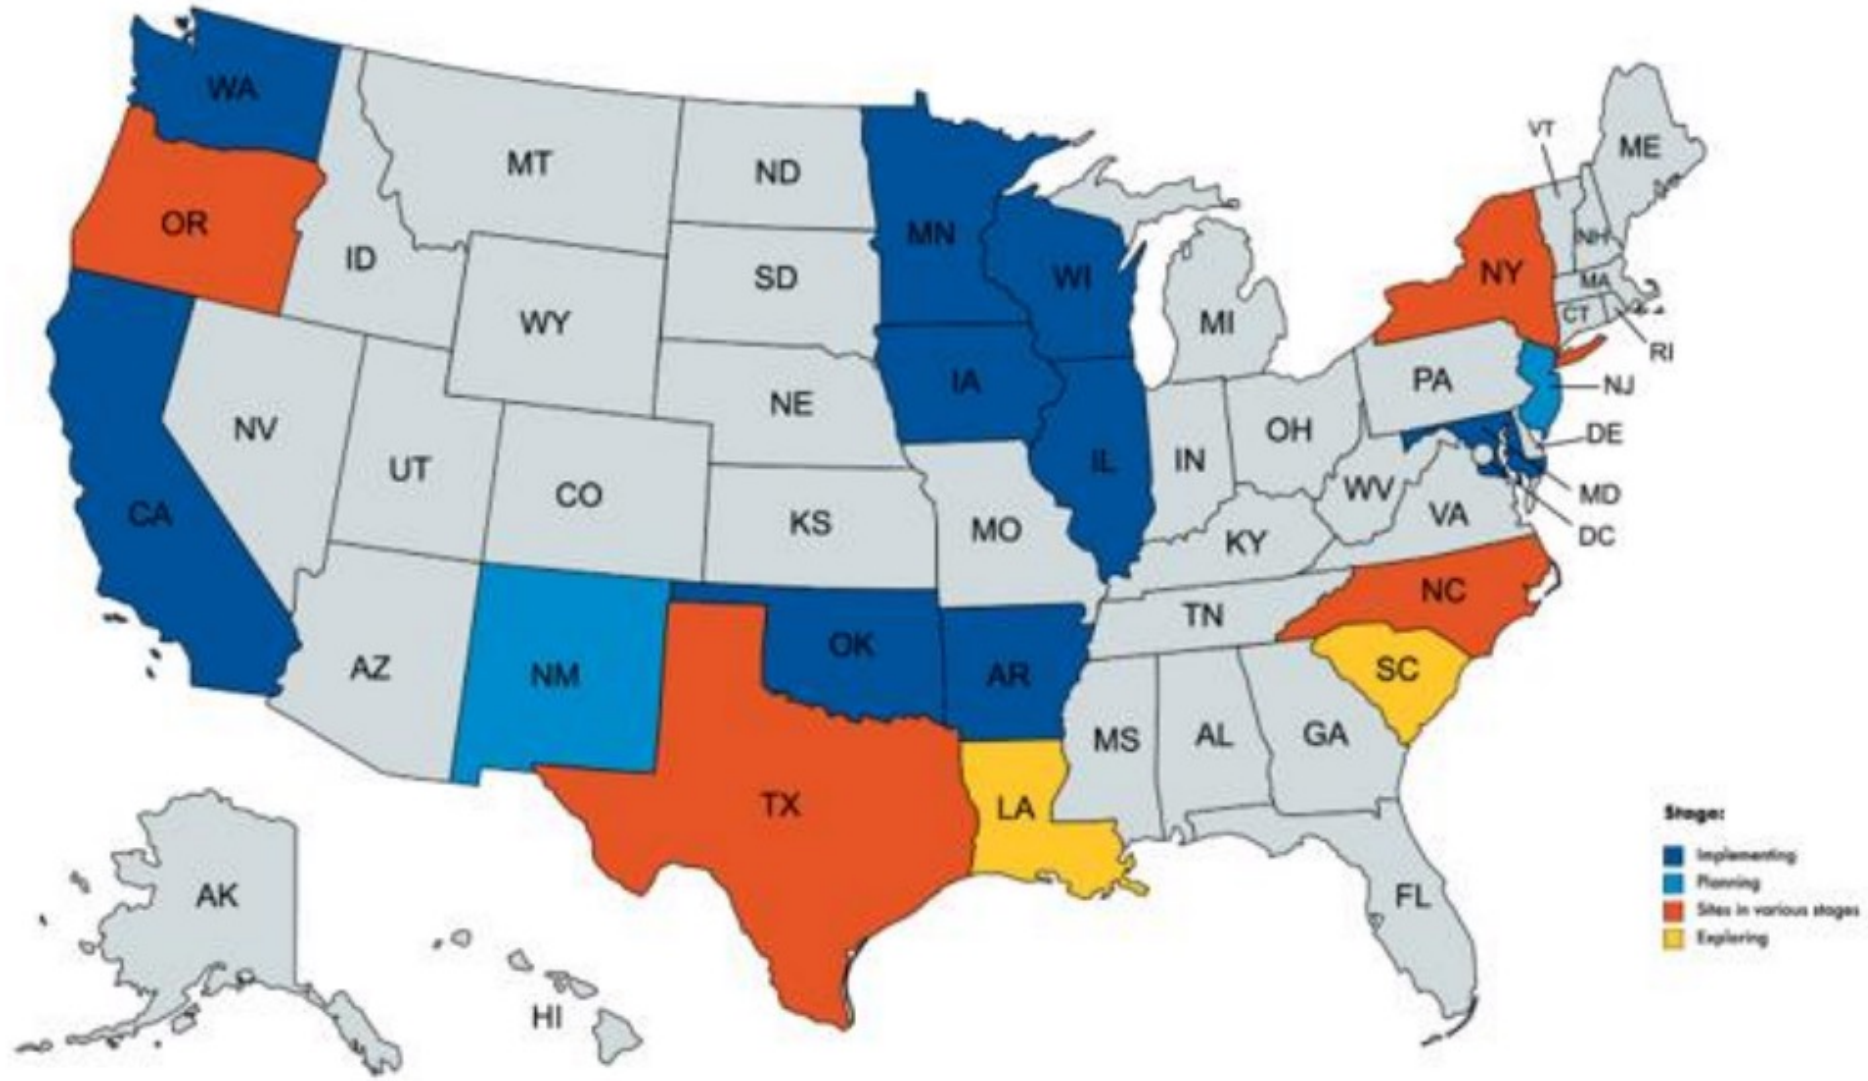 WA
MT
ND
MN
VT
ME
OR
ID
SD
WI
NH
NY
MA
WY
MI
CT
RI
IA
PA
NJ
NE
NV
OH
DE
UT
IL
IN
CO
WV
MD
CA
KS
MO
VA
DC
KY
NC
TN
OK
AZ
NM
AR
SC
MS
AL
GA
TX
LA
Stage:
Implementing
Planning
Sites in various stages
Exploring
AK
FL
HI